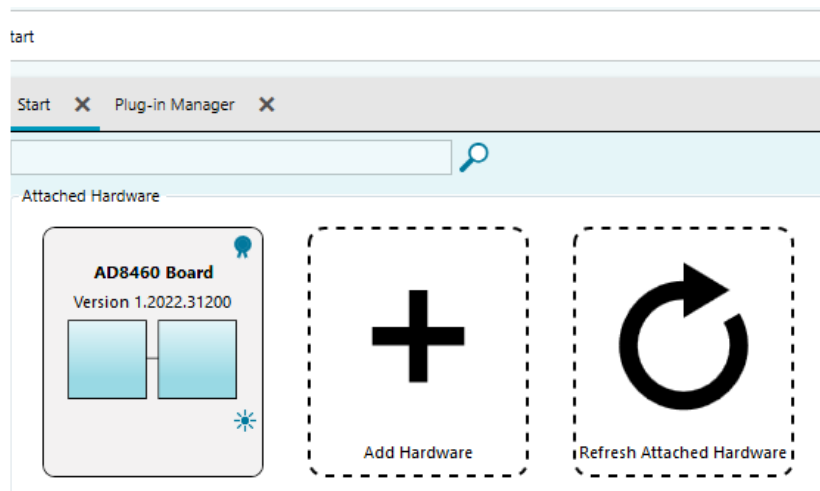 tart
Start
Plug-in Manager
Attached Hardware
AD8460 Board
Version 1.2022.31200
Add Hardware
Refresh Attached Hardware